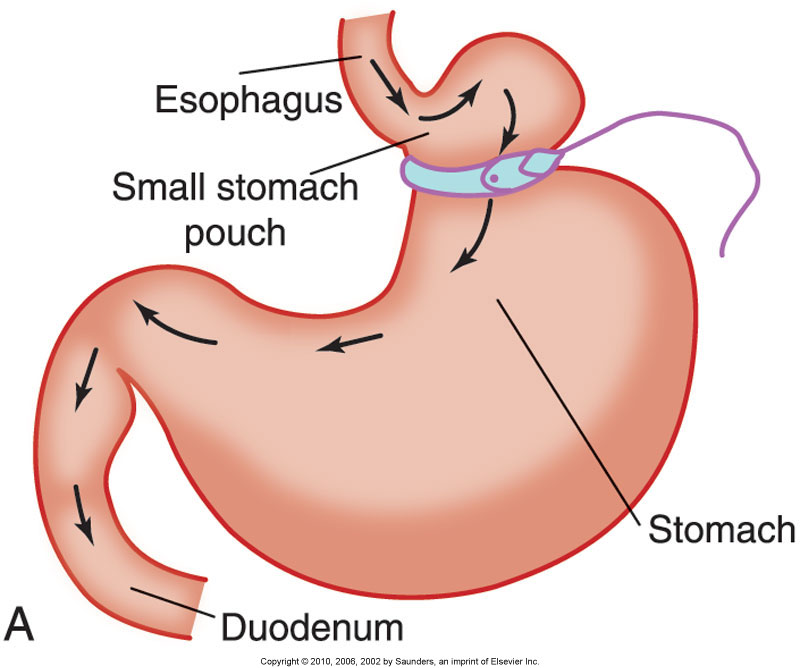 Esophagus
Small stomach
pouch
Stomach
A
Duodenum
Copyright © 2010, 2006, 2002 by Saunders, an imprint of Elsevier Inc.